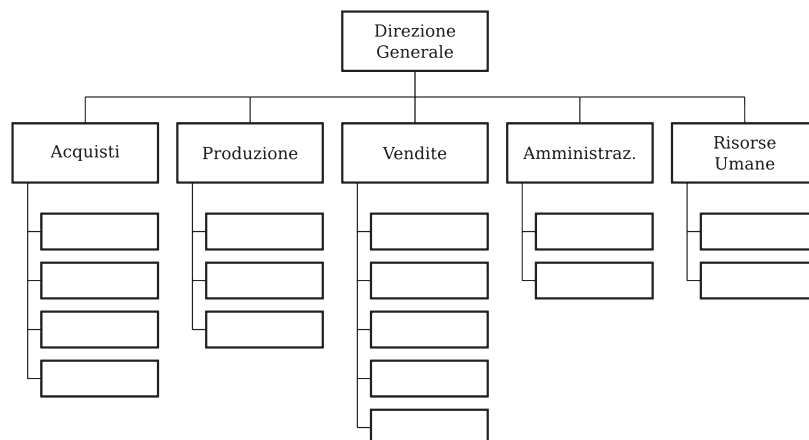 Direzione
Generale
Acquisti
Produzione
Vendite
Amministraz.
Risorse
Umane